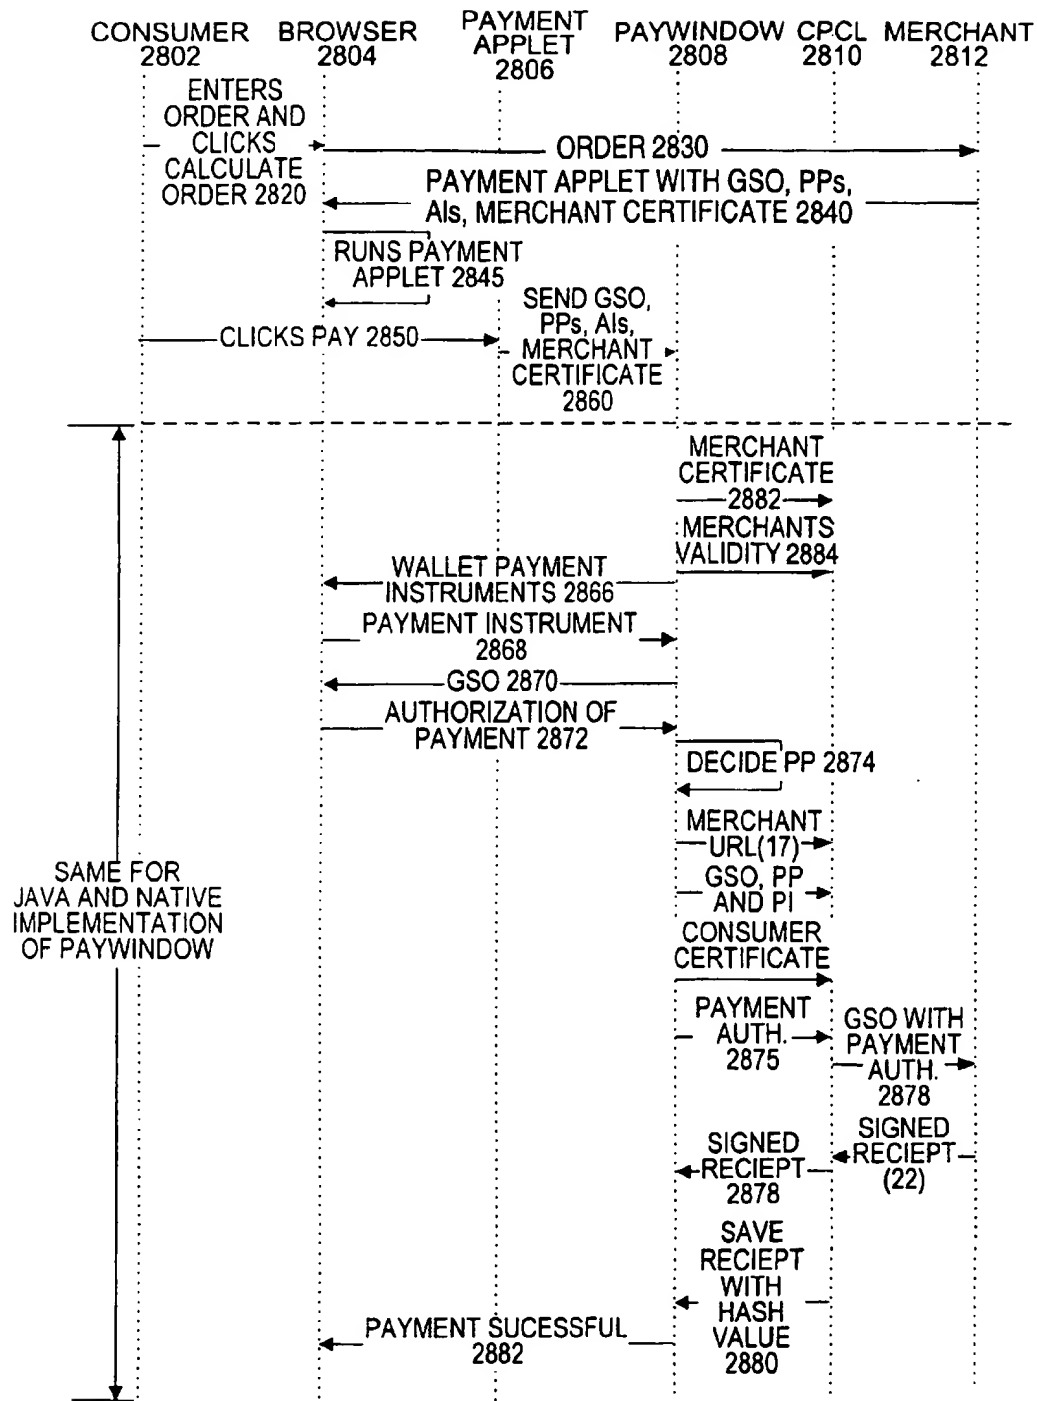 CONSUMER
2802
BROWSER
2804
PAYMENT
APPLET
2806
PAYWINDOW
2808
CPCL
2810
MERCHANT
2812
ENTERS
ORDER AND
CLICKS
CALCULATE
ORDER 2820
ORDER 2830
PAYMENT APPLET WITH GSO, PPs,
AIs, MERCHANT CERTIFICATE 2840
RUNS PAYMENT
APPLET 2845
CLICKS PAY 2850
SEND GSO,
PPs, AIs,
MERCHANT
CERTIFICATE
2860
MERCHANT
CERTIFICATE
2882
MERCHANTS
VALIDITY 2884
WALLET PAYMENT
INSTRUMENTS 2866
PAYMENT INSTRUMENT
2868
GSO 2870
AUTHORIZATION OF
PAYMENT 2872
DECIDE PP 2874
MERCHANT
URL(17)
GSO, PP
AND PI
SAME FOR
JAVA AND NATIVE
IMPLEMENTATION
OF PAYWINDOW
CONSUMER
CERTIFICATE
PAYMENT
AUTH.
2875
GSO WITH
PAYMENT
AUTH.
2878
SIGNED
RECIEPT
(22)
SIGNED
RECIEPT
2878
SAVE
RECIEPT
WITH
HASH
VALUE
2880
PAYMENT SUCESSFUL
2882